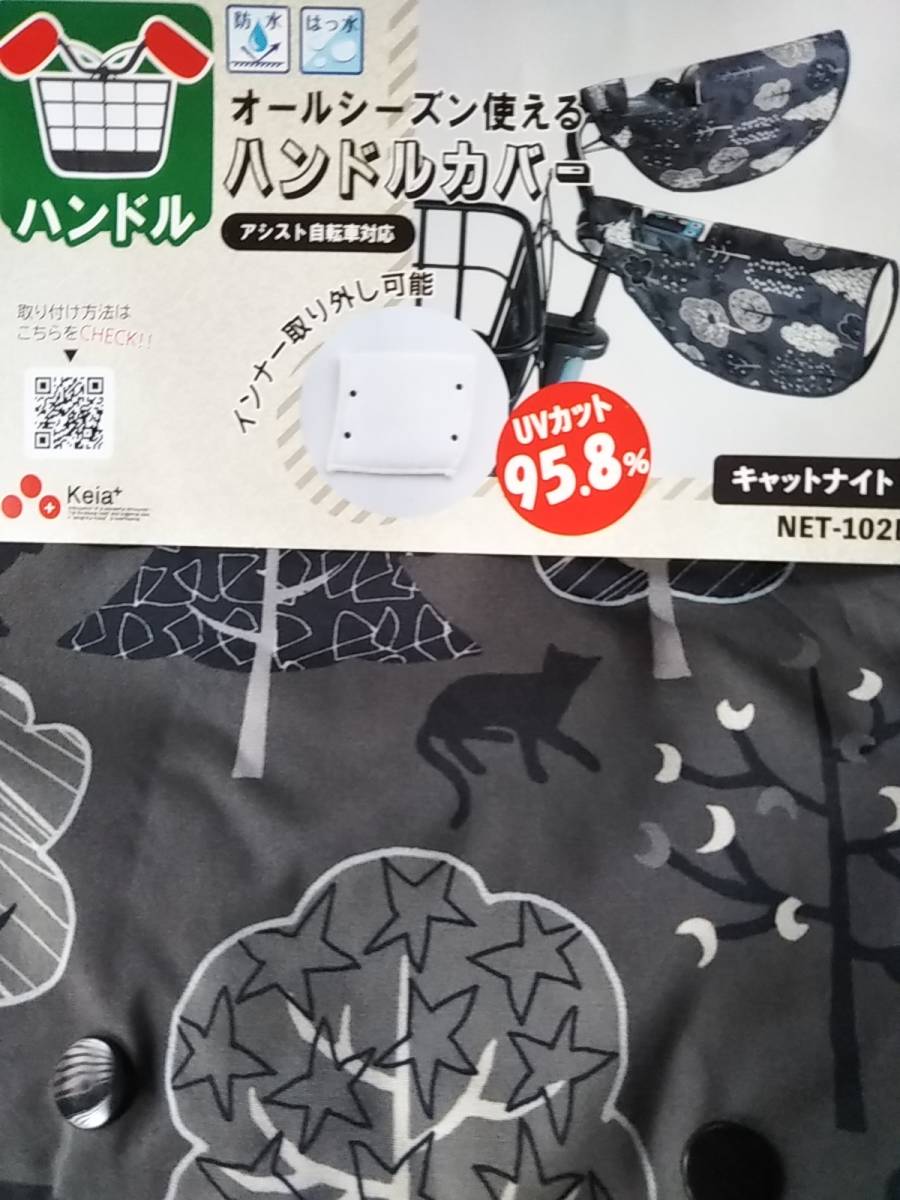 防水
はっ水
オールシーズン使える
ハンドルカバー
ハンドル
アシスト自転車対応
インナー取り外し可能
取り付け方法は
こちらをCHECK!!
▼
UVカット
95.8%
Keia+
キャットナイト
NET-102